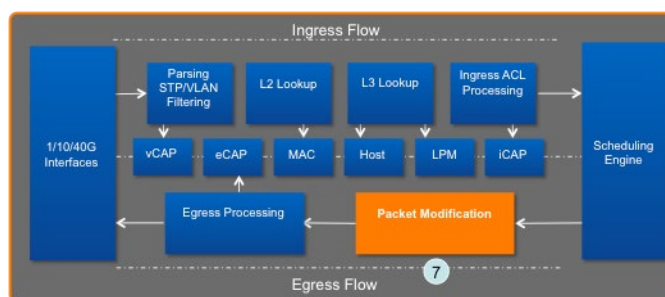 Ingress Flow
1/10/40G
Interfaces
Parsing
STP/VLAN
Filtering
L2 Lookup
L3 Lookup
Ingress ACL
Processing
Scheduling
Engine
vCAP
eCAP
MAC
Host
LPM
iCAP
Egress Processing
Packet Modification
7
Egress Flow